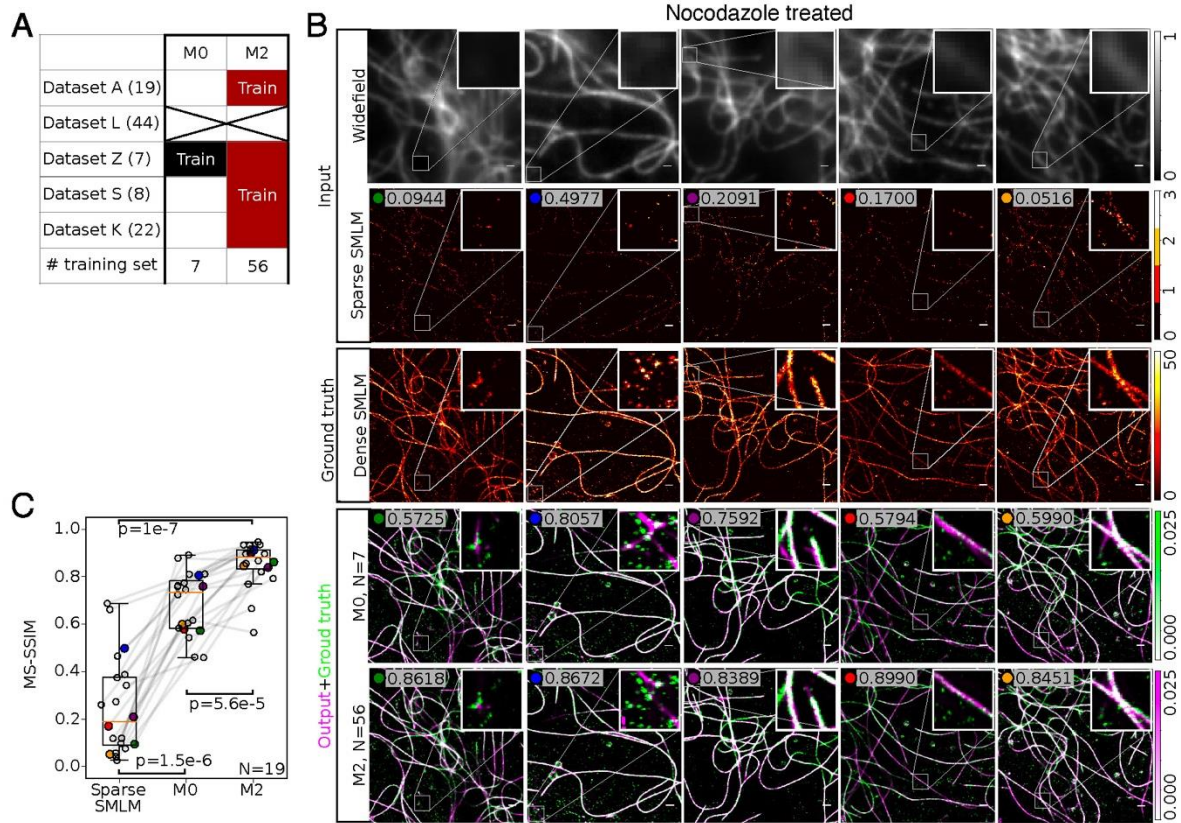 A
M0 M2
Dataset A (19) Train
Dataset L (44)
Dataset Z (7) Train
Dataset S (8) Train
Dataset K (22)
# training set 7 56
B
Nocodazole treated
Input
Widefield
1
0
Sparse SMLM
0.0944 0.4977 0.2091 0.1700 0.0516
3
2
1
0
Ground truth
Dense SMLM
50
0
Output+Groud truth
M0, N=7
0.5725 0.8057 0.7592 0.5794 0.5990
0.025
0.000
M2, N=56
0.8618 0.8672 0.8389 0.8990 0.8451
0.025
0.000
C
MS-SSIM
1.0
0.8
0.6
0.4
0.2
0.0
p=1e-7
p=5.6e-5
p=1.5e-6
N=19
Sparse
SMLM
M0
M2